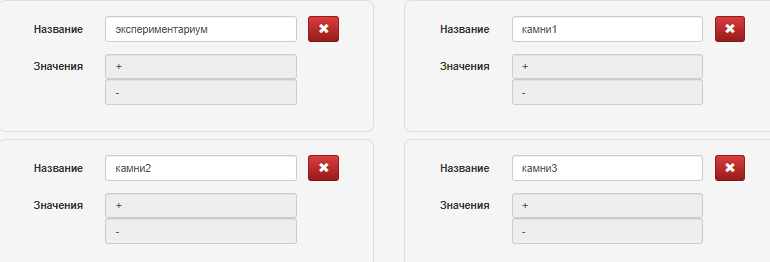 Название экспериментариум ✖
Значения +
-
Название камни1 ✖
Значения +
-
Название камни2 ✖
Значения +
-
Название камни3 ✖
Значения +
-